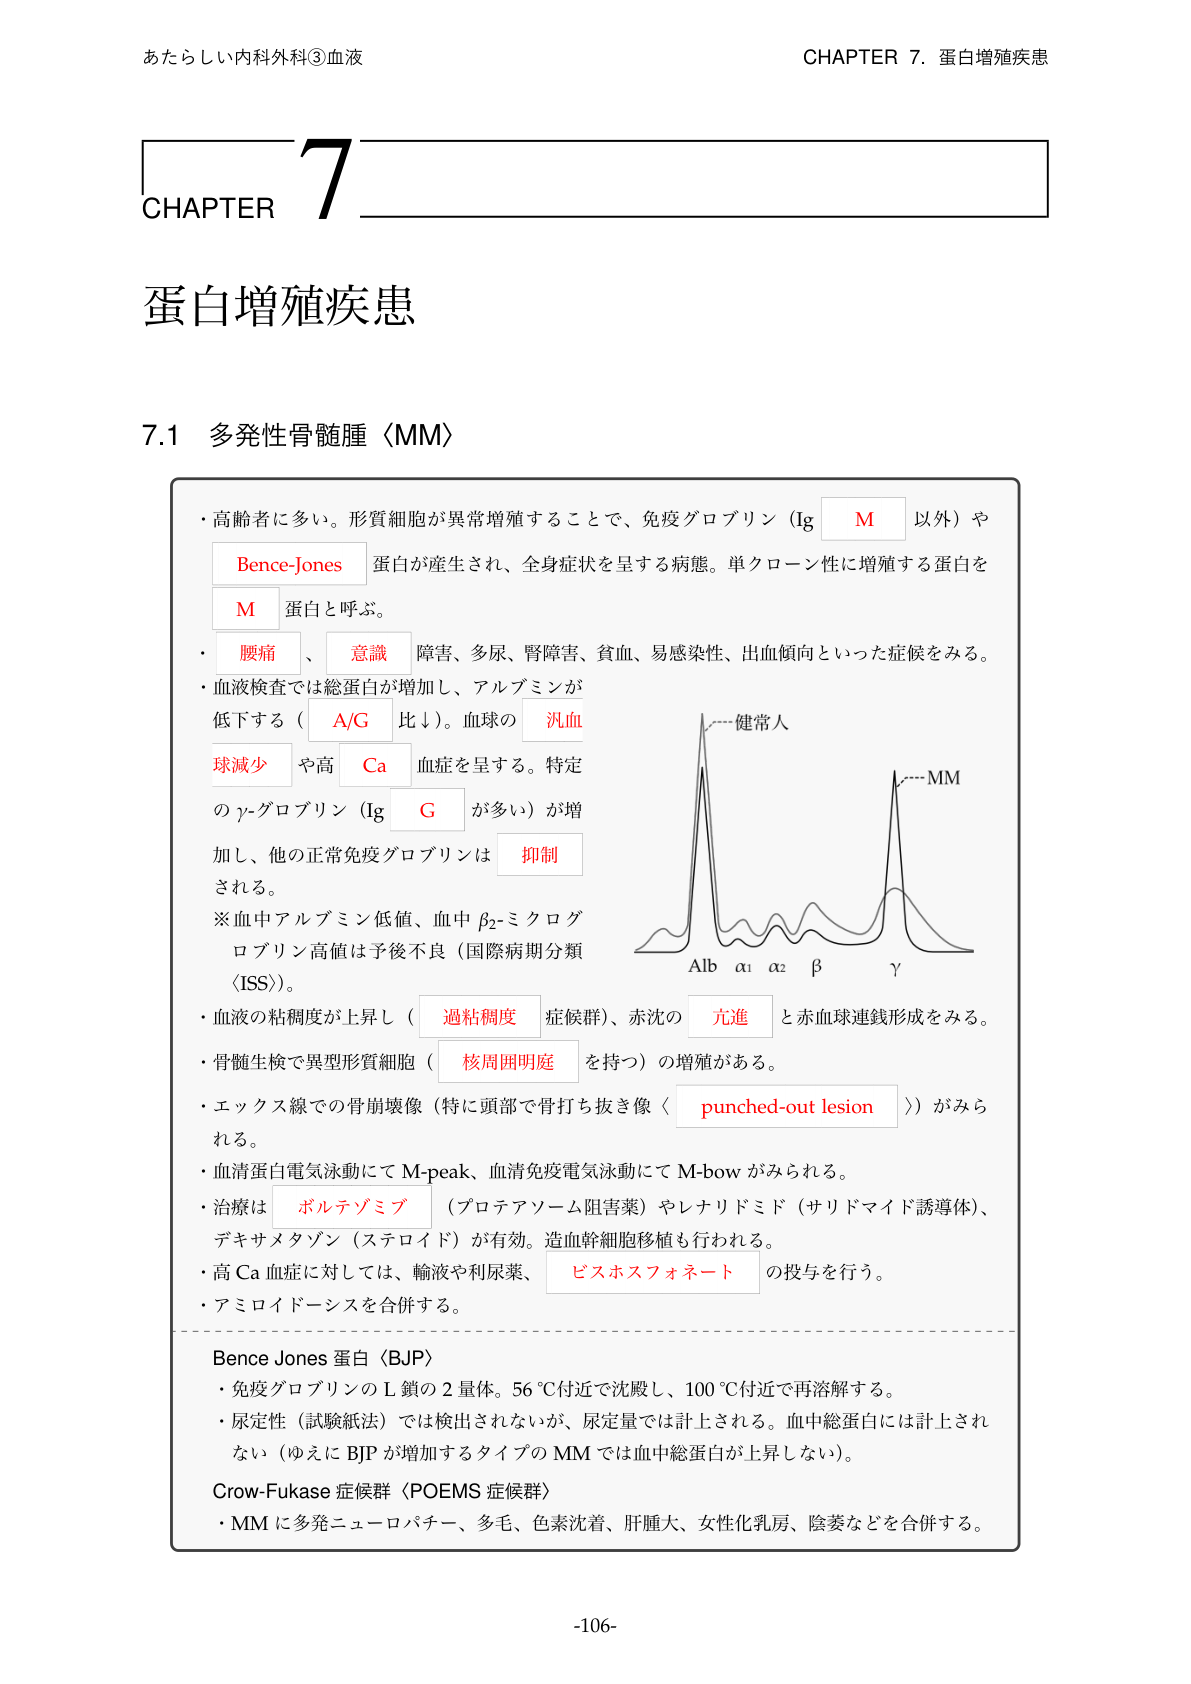 あたらしい内科外科③血液
CHAPTER 7. 蛋白増殖疾患
CHAPTER 7
蛋白増殖疾患
7.1 多発性骨髄腫〈MM〉
・高齢者に多い。形質細胞が異常増殖することで、免疫グロブリン（Ig M 以外）や
Bence-Jones 蛋白が産生され、全身症状を呈する病態。単クローン性に増殖する蛋白を
M 蛋白と呼ぶ。
・ 腰痛 、 意識 障害、多尿、腎障害、貧血、易感染性、出血傾向といった症候をみる。
・血液検査では総蛋白が増加し、アルブミンが
低下する（ A/G 比↓）。血球の 汎血
球減少 や高 Ca 血症を呈する。特定
の γ-グロブリン（Ig G が多い）が増
加し、他の正常免疫グロブリンは 抑制
される。
※血中アルブミン低値、血中 β2-ミクログ
ロブリン高値は予後不良（国際病期分類
〈ISS〉）。
健常人
MM
Alb α1 α2 β γ
・血液の粘稠度が上昇し（ 過粘稠度 症候群）、赤沈の 亢進 と赤血球連銭形成をみる。
・骨髄生検で異型形質細胞（ 核周囲明庭 を持つ）の増殖がある。
・エックス線での骨崩壊像（特に頭部で骨打ち抜き像〈 punched-out lesion 〉）がみら
れる。
・血清蛋白電気泳動にて M-peak、血清免疫電気泳動にて M-bow がみられる。
・治療は ボルテゾミブ （プロテアソーム阻害薬）やレナリドミド（サリドマイド誘導体）、
デキサメタゾン（ステロイド）が有効。造血幹細胞移植も行われる。
・高 Ca 血症に対しては、輸液や利尿薬、 ビスホスフォネート の投与を行う。
・アミロイドーシスを合併する。
Bence Jones 蛋白〈BJP〉
・免疫グロブリンの L 鎖の 2 量体。56 ℃付近で沈殿し、100 ℃付近で再溶解する。
・尿定性（試験紙法）では検出されないが、尿定量では計上される。血中総蛋白には計上され
ない（ゆえに BJP が増加するタイプの MM では血中総蛋白が上昇しない）。
Crow-Fukase 症候群〈POEMS 症候群〉
・MM に多発ニューロパチー、多毛、色素沈着、肝腫大、女性化乳房、陰萎などを合併する。
-106-